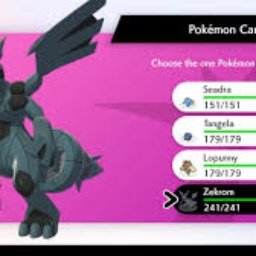 Pokémon Car
Choose the one Pokémon
Seadra
151/151
Tangela
179/179
Lopunny
179/179
Zekrom
241/241